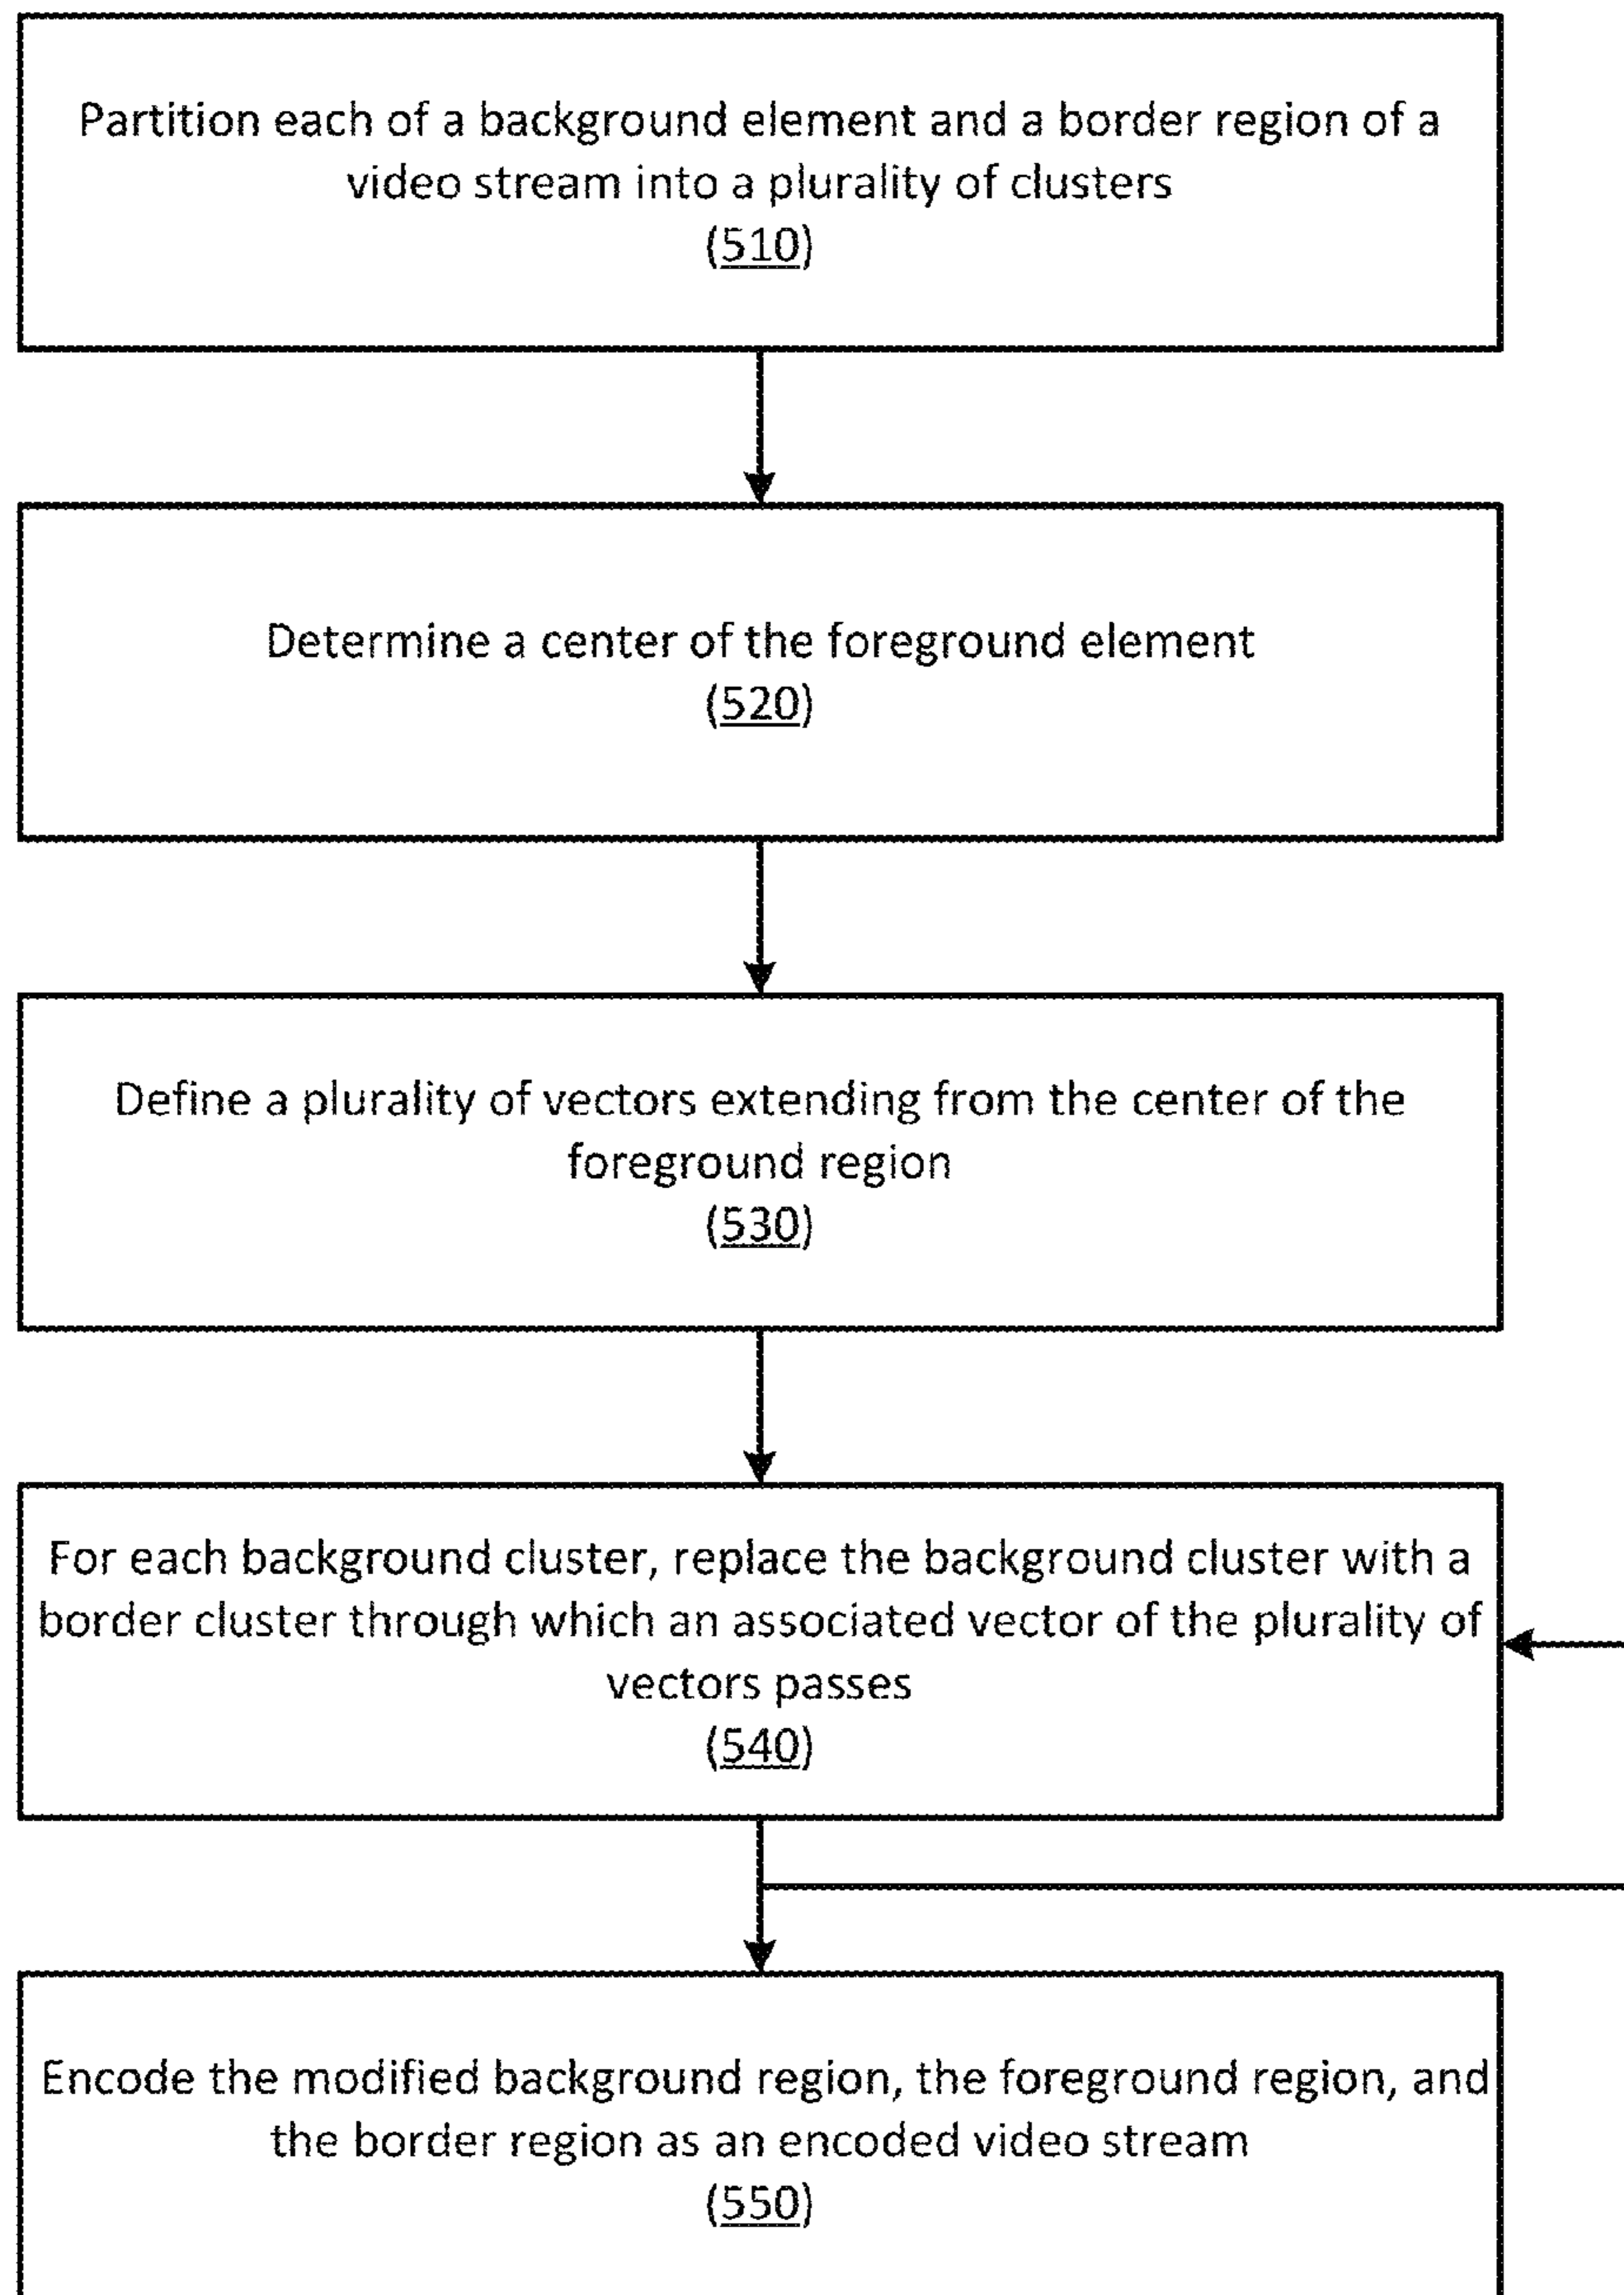 Partition each of a background element and a border region of a
video stream into a plurality of clusters
(510)
Determine a center of the foreground element
(520)
Define a plurality of vectors extending from the center of the
foreground region
(530)
For each background cluster, replace the background cluster with a
border cluster through which an associated vector of the plurality of
vectors passes
(540)
Encode the modified background region, the foreground region, and
the border region as an encoded video stream
(550)